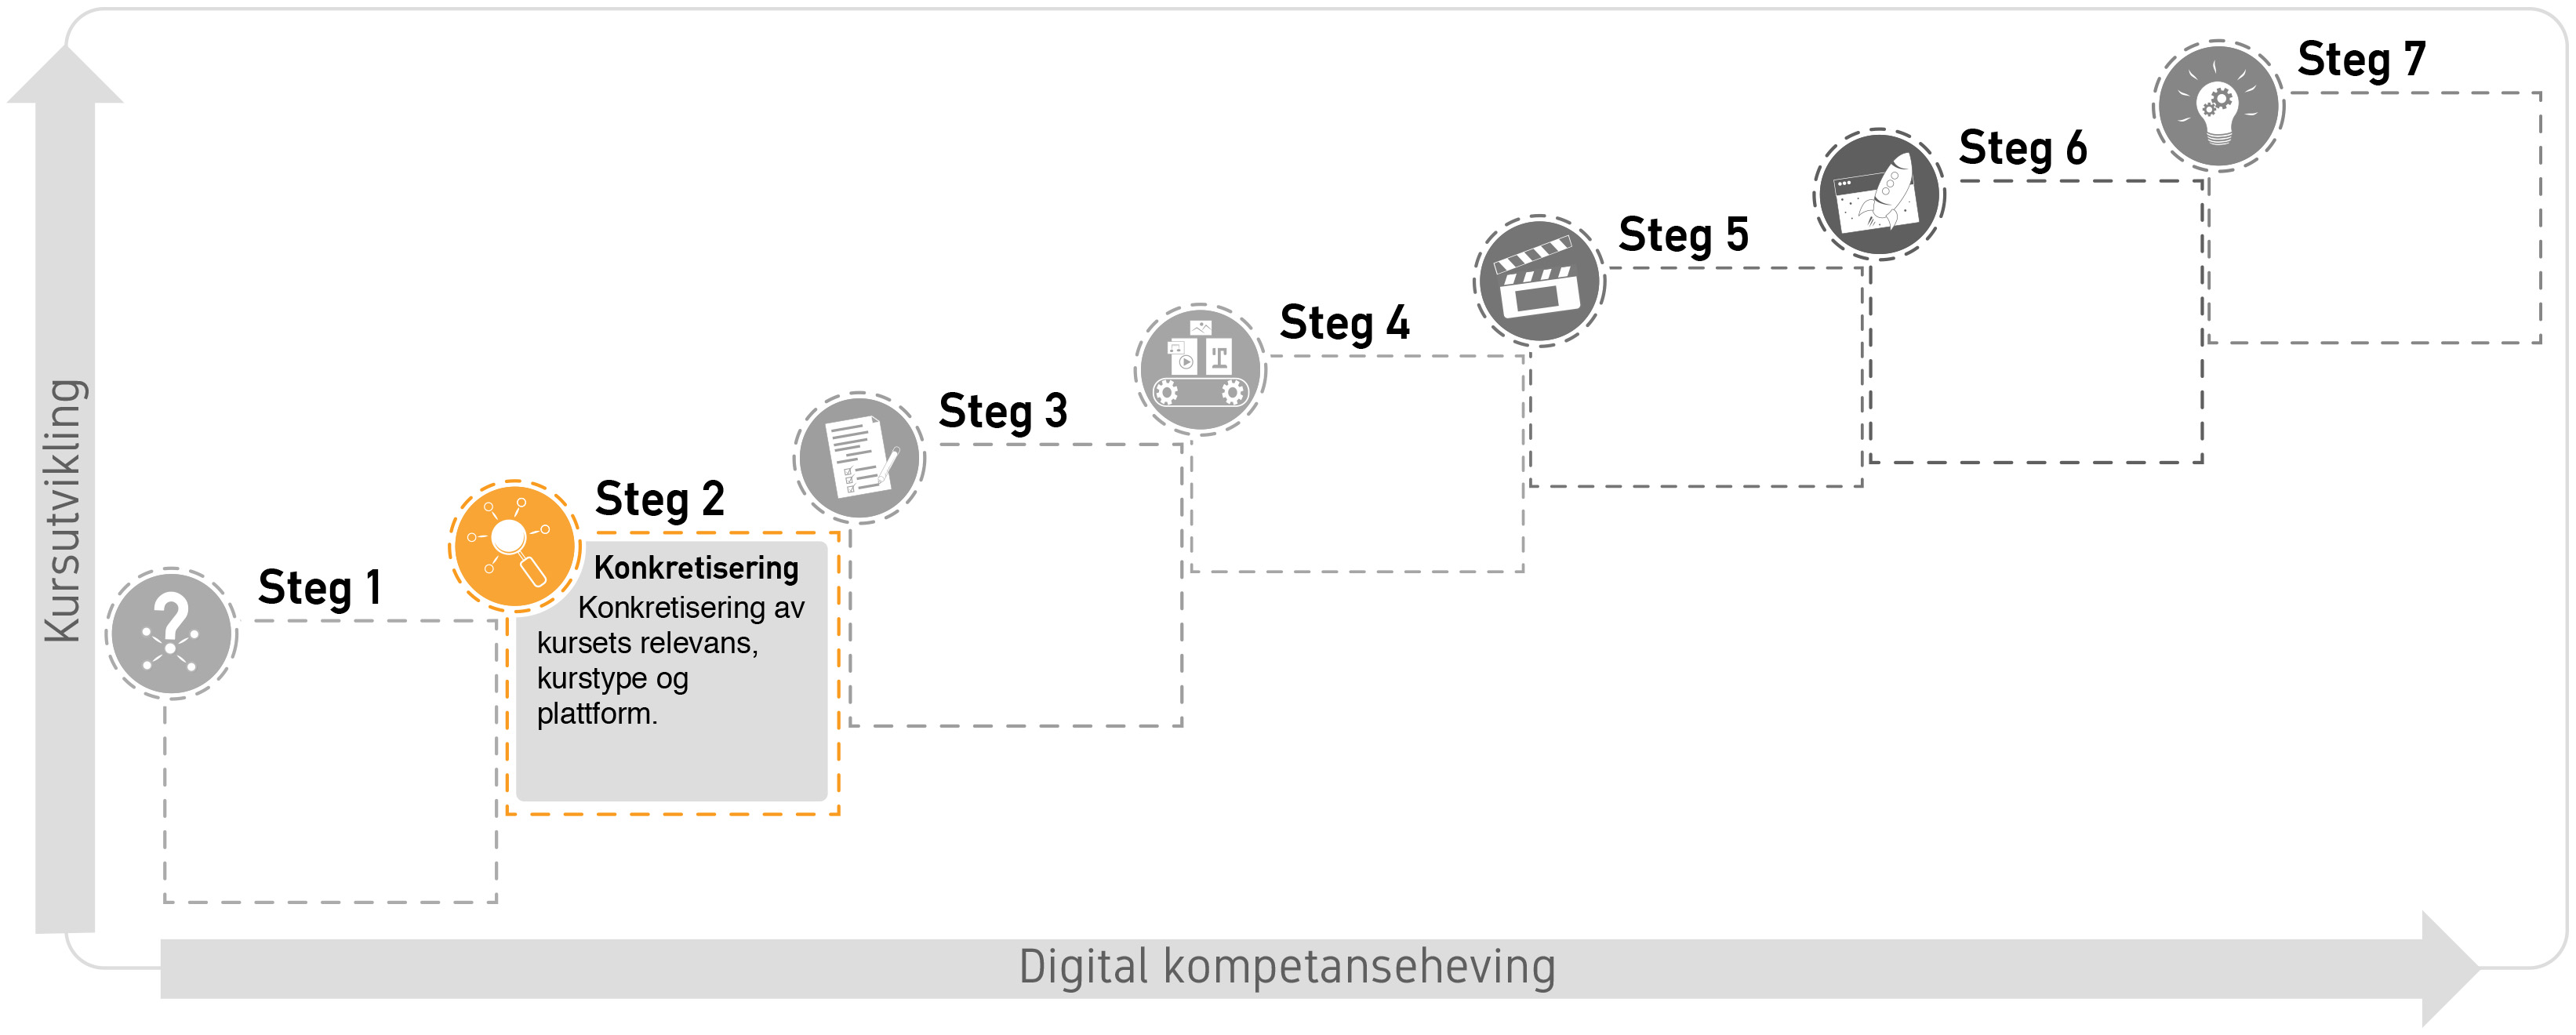 Steg 7
Steg 6
Steg 5
Steg 4
Steg 3
Steg 2
Konkretisering
Konkretisering av
kursets relevans,
kurstype og
plattform.
Steg 1
Kursutvikling
Digital kompetanseheving